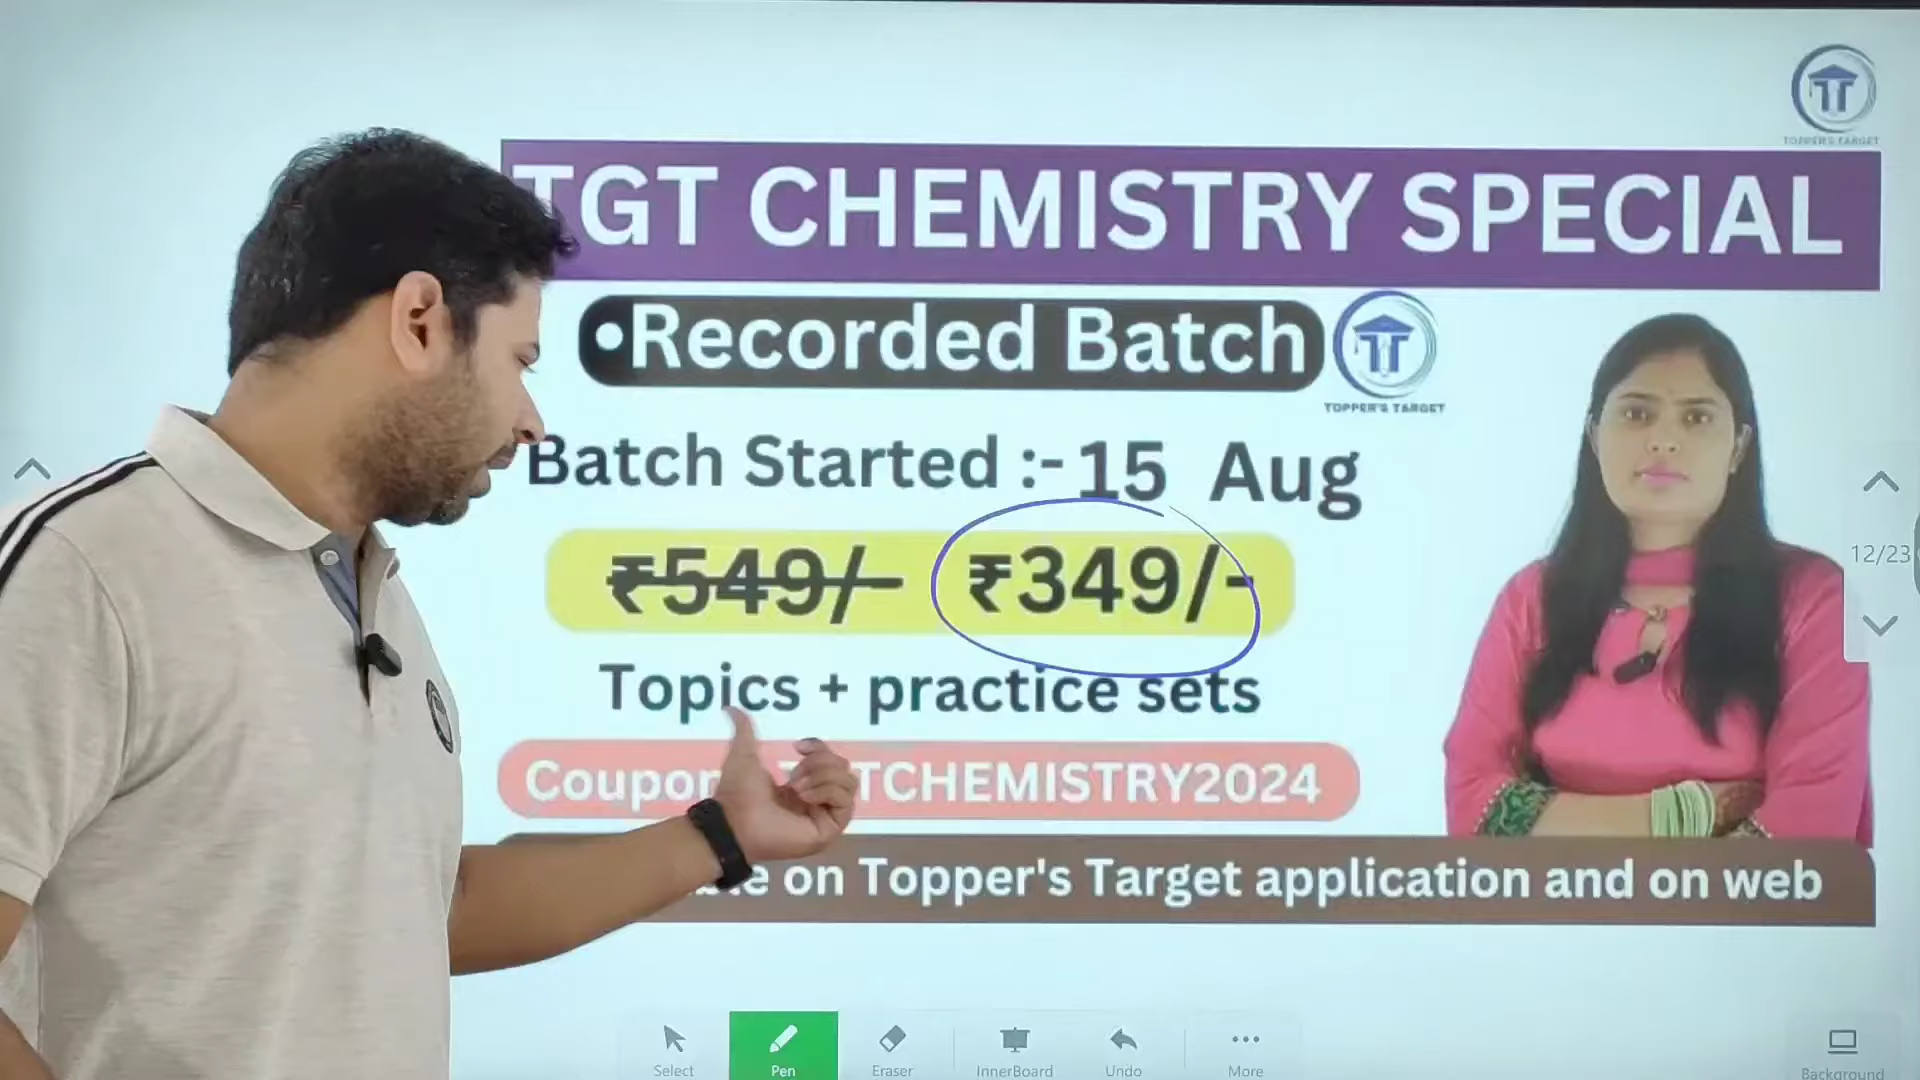 TOPPER'S TARGET
TGT CHEMISTRY SPECIAL
•Recorded Batch
TOPPER'S TARGET
Batch Started :- 15 Aug
₹549/- ₹349/-
Topics + practice sets
Coupon TCHEMISTRY2024
on Topper's Target application and on web
12/23
Select Pen Eraser InnerBoard Undo More Background